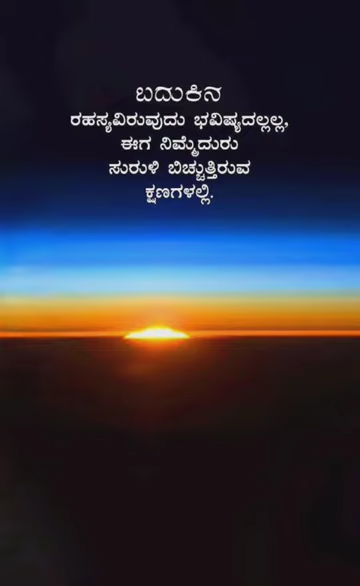 ಬದುಕಿನ
ರಹಸ್ಯವಿರುವುದು ಭವಿಷ್ಯದಲ್ಲಲ್ಲ,
ಈಗ ನಿಮ್ಮೆದುರು
ಸುರುಳಿ ಬಿಚ್ಚುತ್ತಿರುವ
ಕ್ಷಣಗಳಲ್ಲಿ.